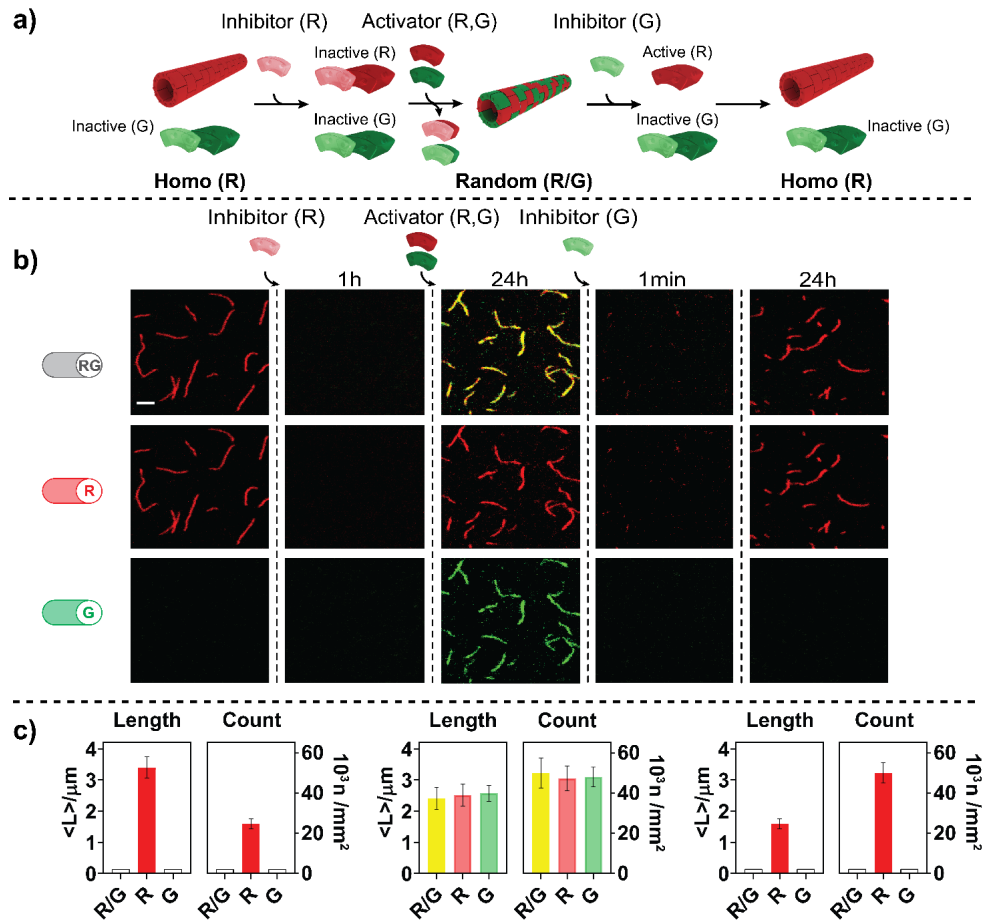 a)
Inhibitor (R)
Activator (R,G)
Inhibitor (G)
Inactive (R)
Active (R)
Inactive (G)
Inactive (G)
Inactive (G)
Inactive (G)
Homo (R)
Random (R/G)
Homo (R)
Inhibitor (R)
Activator (R,G)
Inhibitor (G)
b)
1h
24h
1min
24h
RG
R
G
c)
Length
Count
Length
Count
Length
Count
<L>/μm
4
3
2
1
0
R/G
R
G
60
40
20
0
10³n /mm²
R/G
R
G
<L>/μm
4
3
2
1
0
R/G
R
G
60
40
20
0
10³n /mm²
R/G
R
G
<L>/μm
4
3
2
1
0
R/G
R
G
60
40
20
0
10³n /mm²
R/G
R
G